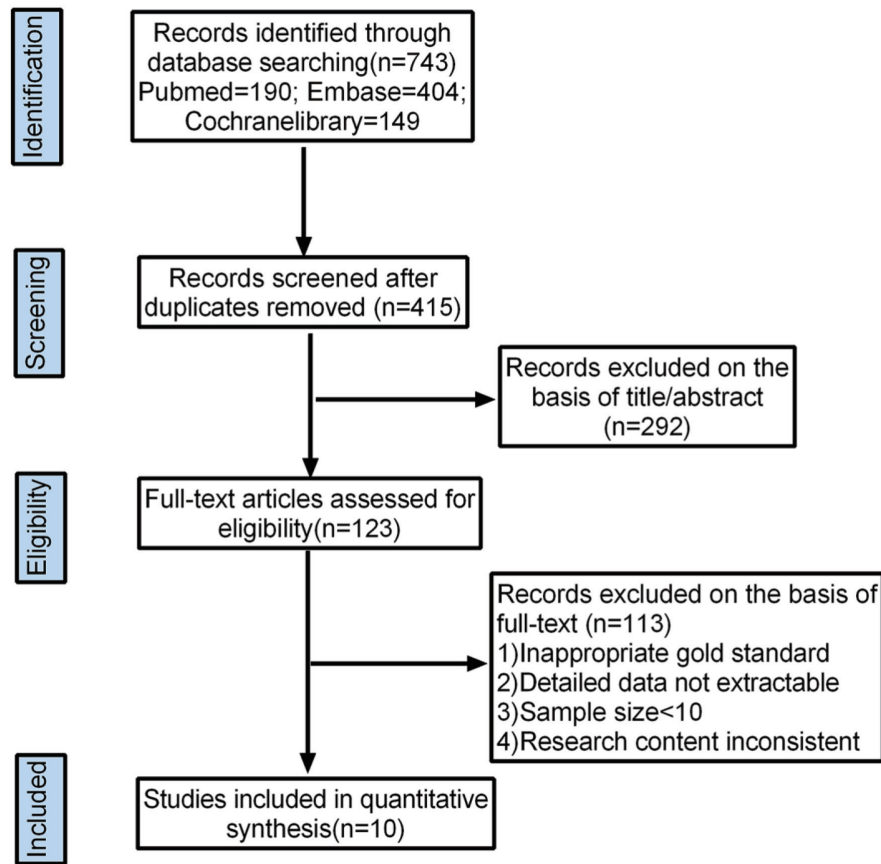 Identification
Records identified through
database searching(n=743)
Pubmed=190; Embase=404;
Cochranelibrary=149
Screening
Records screened after
duplicates removed (n=415)
Records excluded on the
basis of title/abstract
(n=292)
Eligibility
Full-text articles assessed for
eligibility(n=123)
Records excluded on the basis of
full-text (n=113)
1)Inappropriate gold standard
2)Detailed data not extractable
3)Sample size<10
4)Research content inconsistent
Included
Studies included in quantitative
synthesis(n=10)